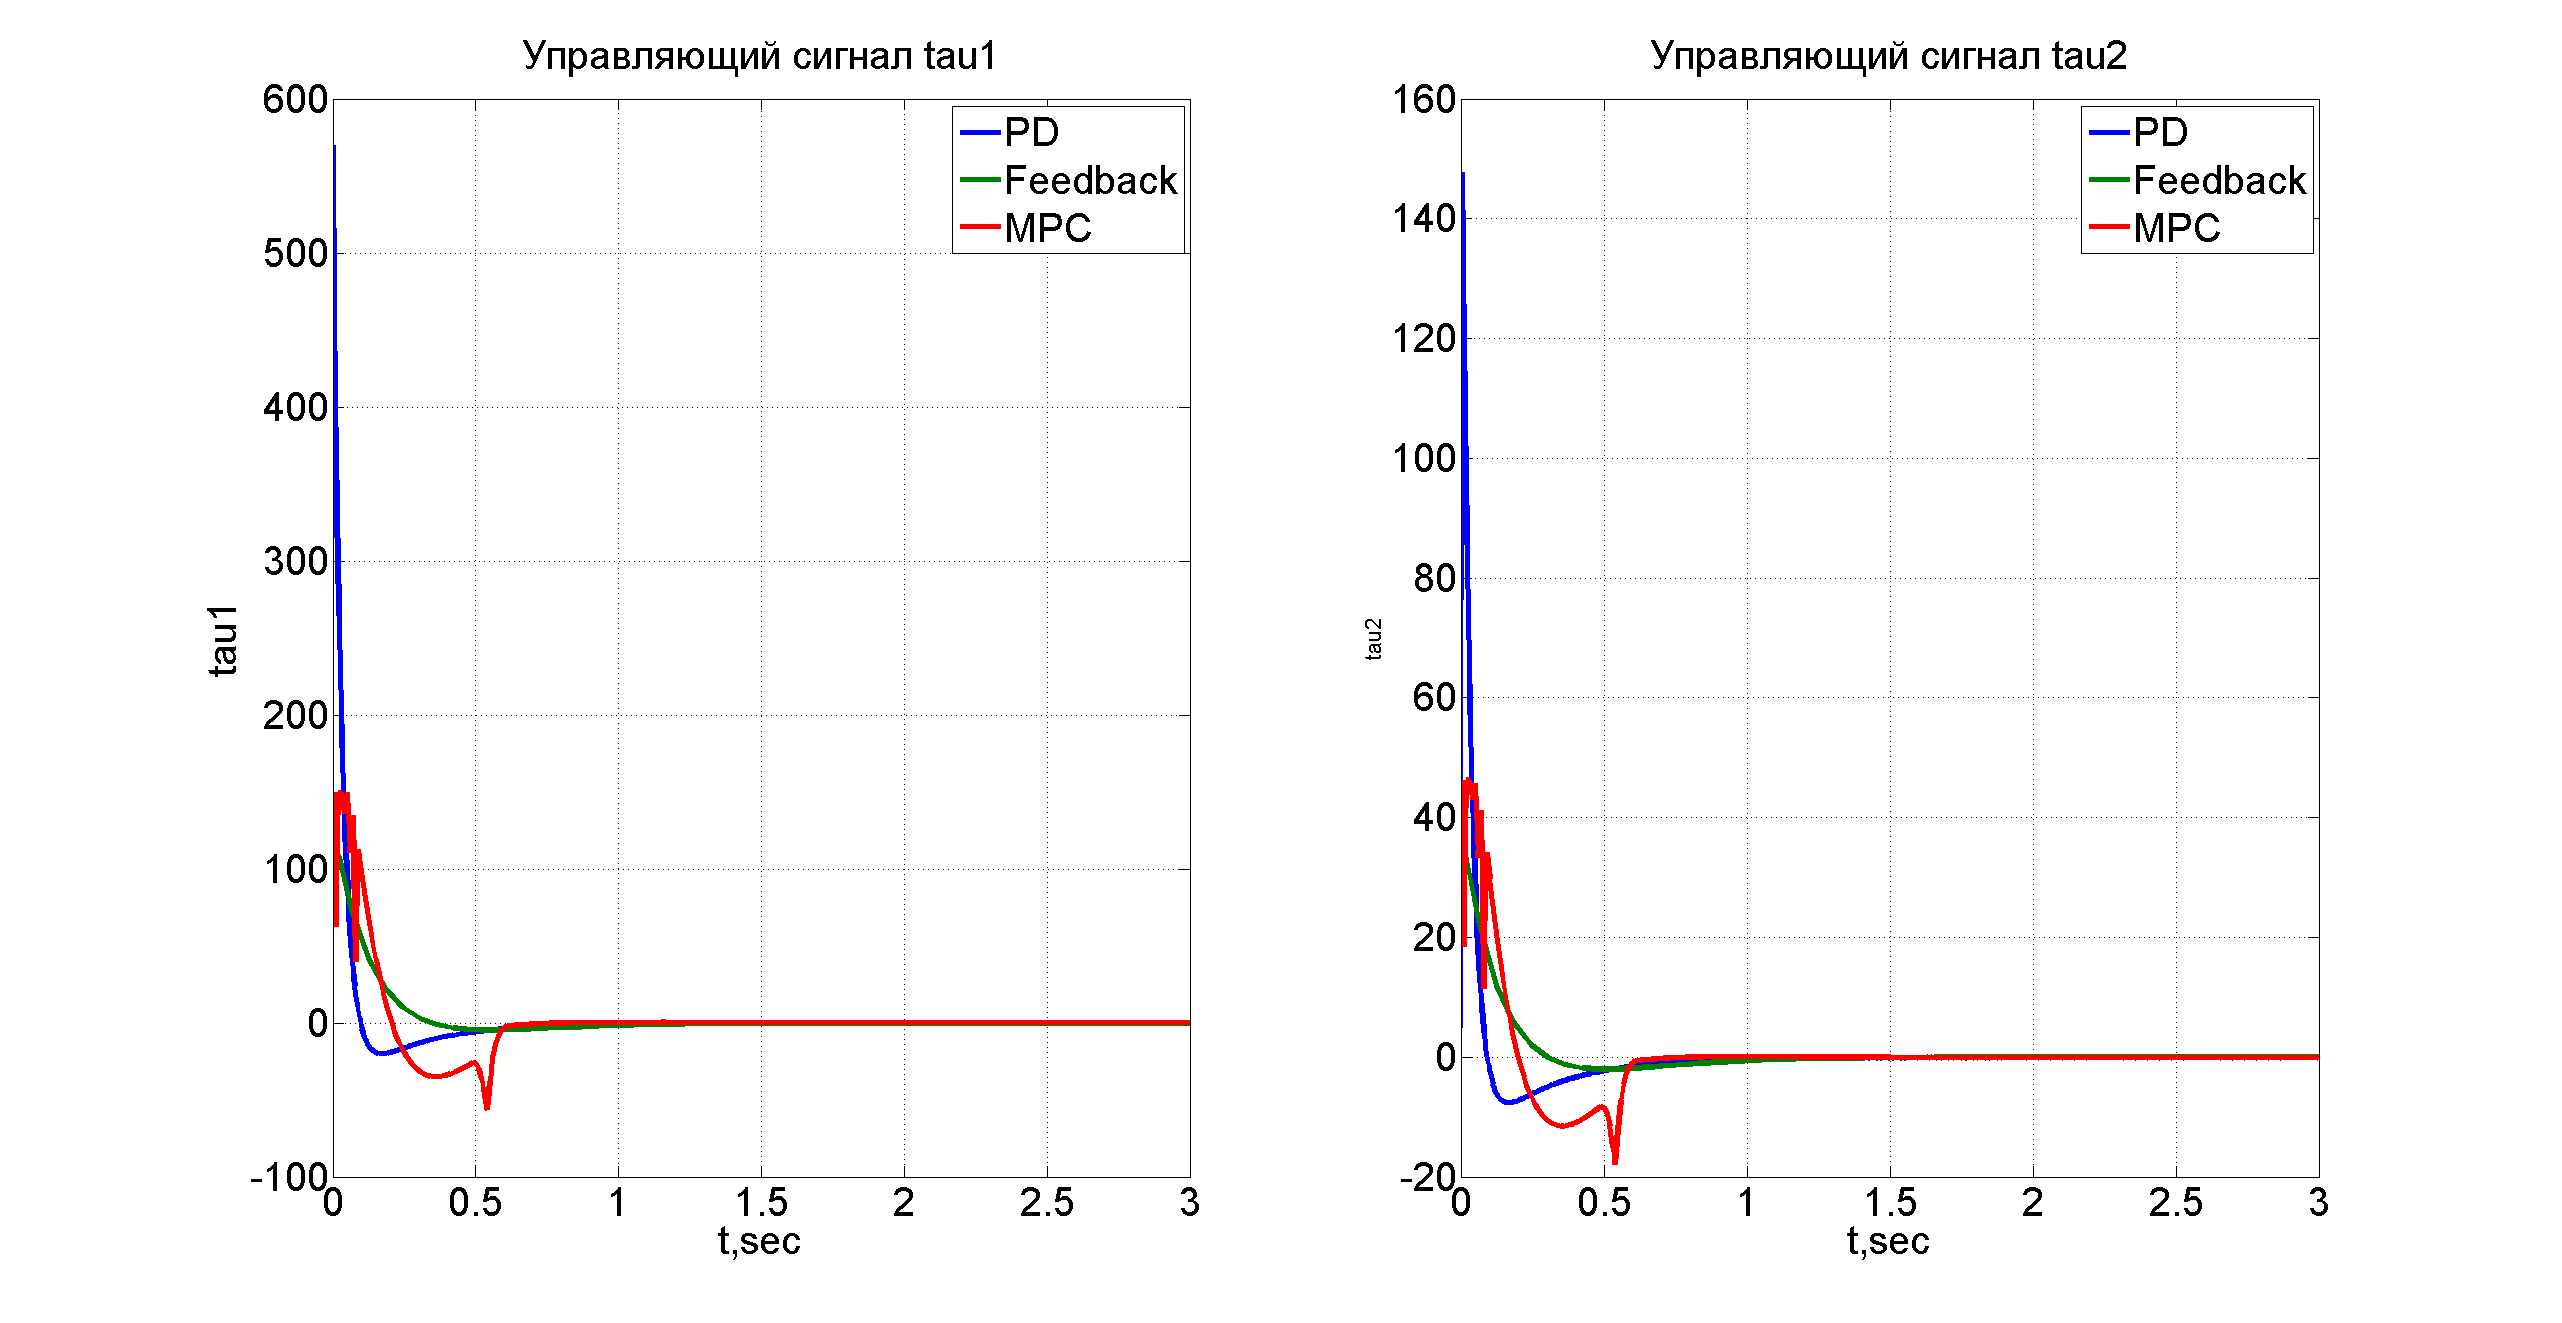 Управляющий сигнал tau1
600
500
400
300
200
100
0
-100
tau1
0 0.5 1 1.5 2 2.5 3
t,sec
PD
Feedback
MPC
Управляющий сигнал tau2
160
140
120
100
80
60
40
20
0
-20
tau2
0 0.5 1 1.5 2 2.5 3
t,sec
PD
Feedback
MPC